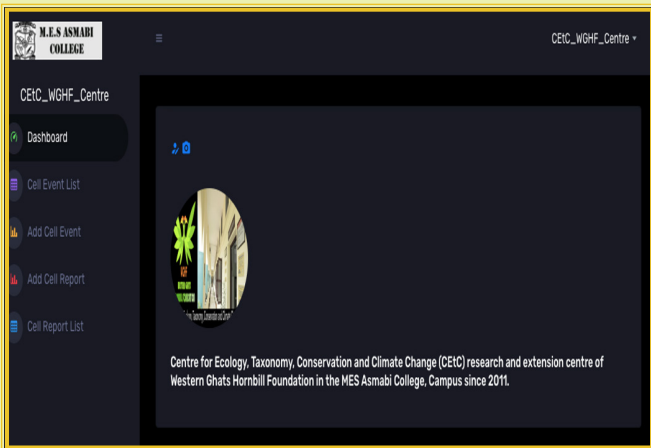 M.E.S ASMABI
COLLEGE
CEtC_WGHF_Centre
CEtC_WGHF_Centre
Dashboard
Cell Event List
Add Cell Event
Add Cell Report
Cell Report List
WGHF
Centre for Ecology, Taxonomy, Conservation and Climate Change (CEtC) research and extension centre of
Western Ghats Hornbill Foundation in the MES Asmabi College, Campus since 2011.